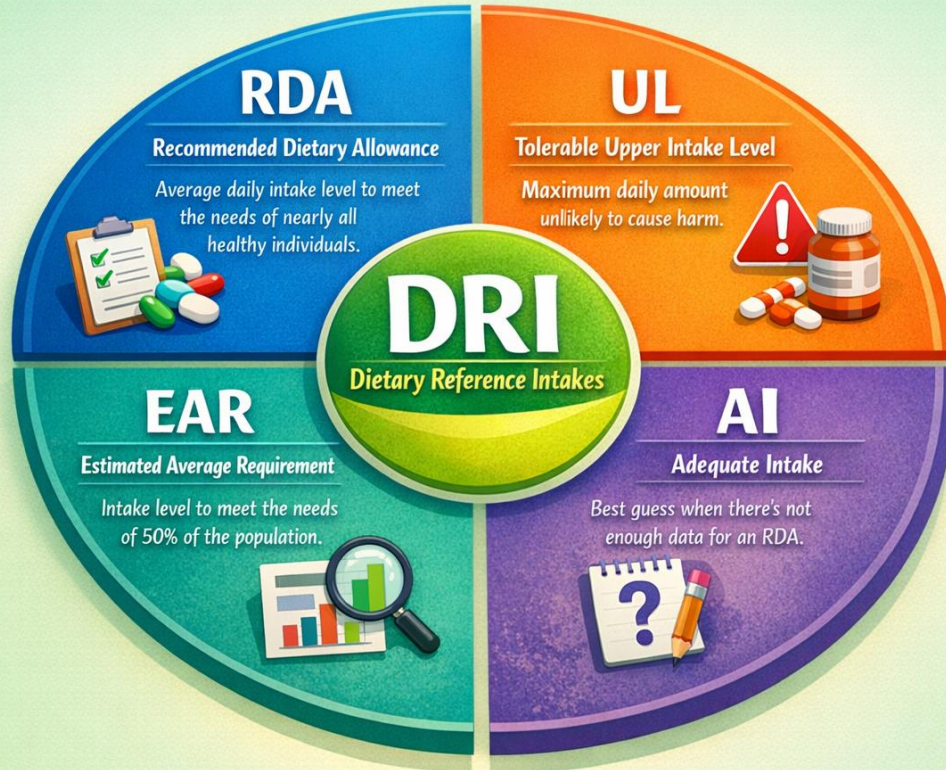 RDA
Recommended Dietary Allowance
Average daily intake level to meet
the needs of nearly all
healthy individuals.
UL
Tolerable Upper Intake Level
Maximum daily amount
unlikely to cause harm.
DRI
Dietary Reference Intakes
EAR
Estimated Average Requirement
Intake level to meet the needs
of 50% of the population.
AI
Adequate Intake
Best guess when there's not
enough data for an RDA.
?